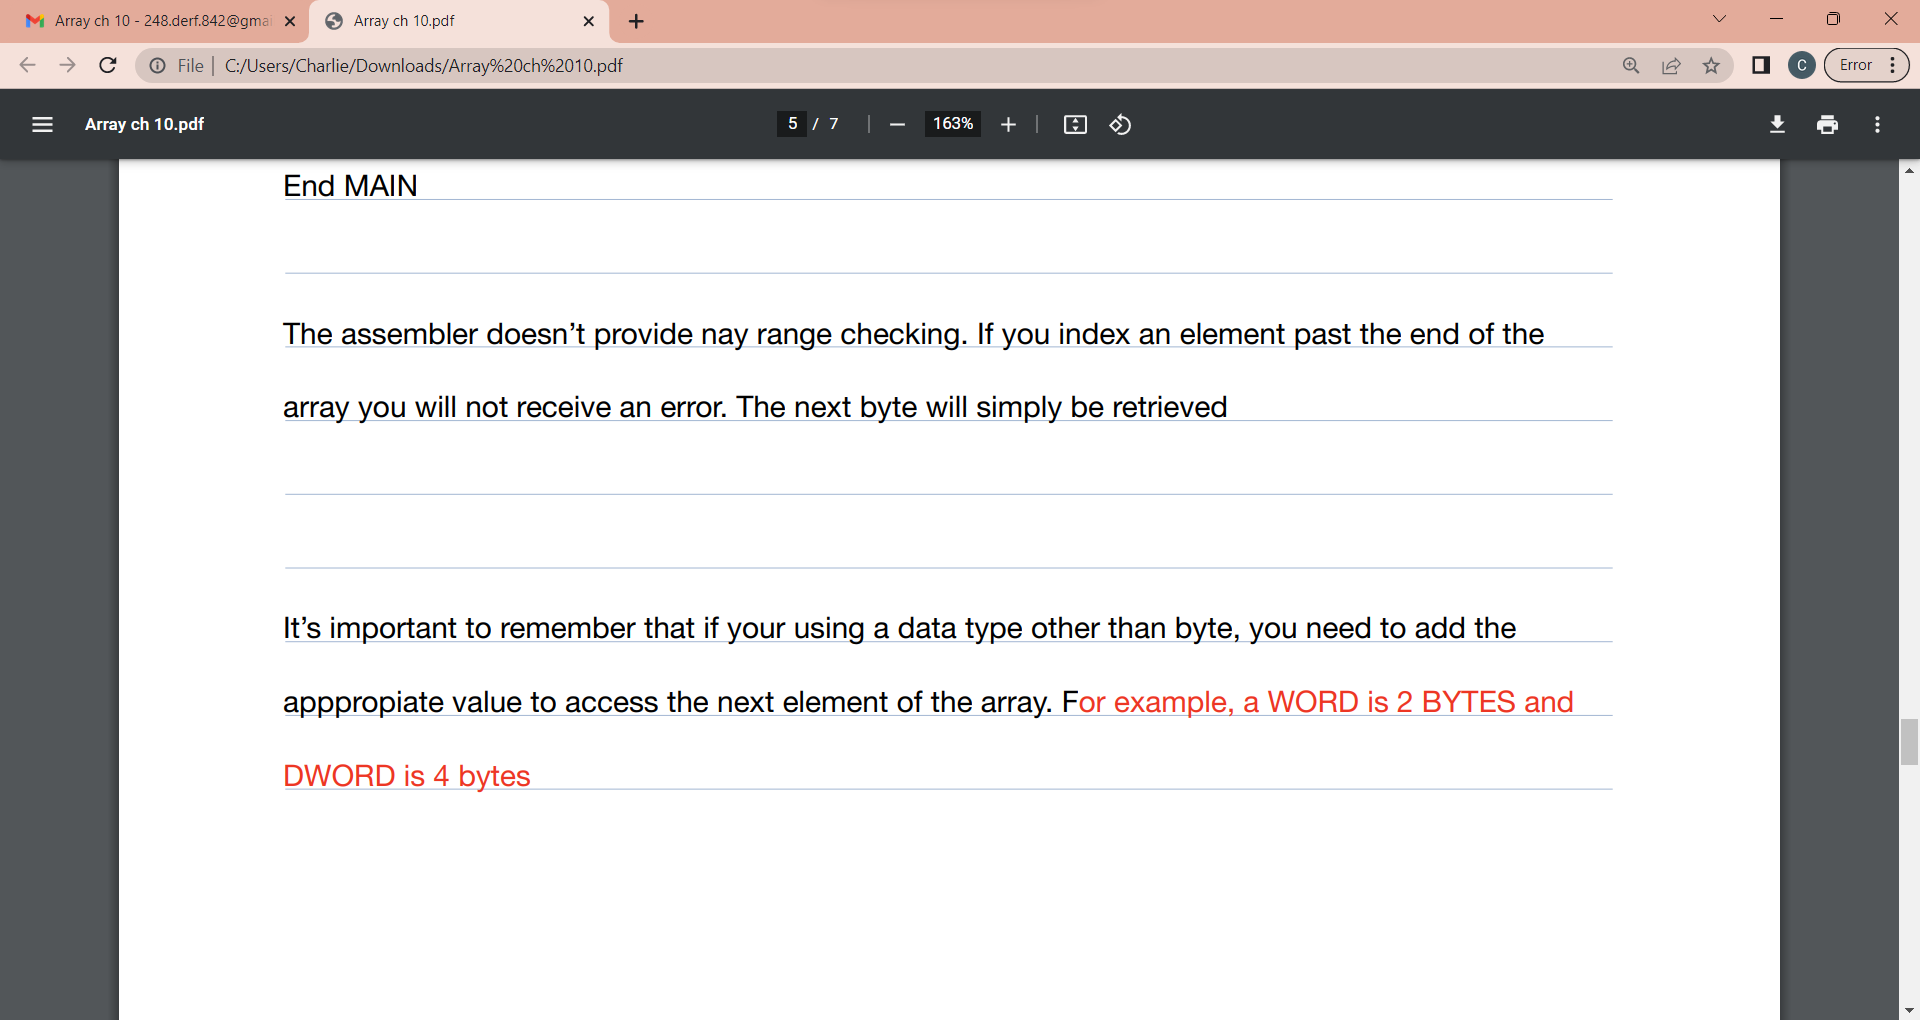 Array ch 10 - 248.derf.842@gmai
Array ch 10.pdf
File | C:/Users/Charlie/Downloads/Array%20ch%2010.pdf
C
Error
Array ch 10.pdf
5 / 7
163%
End MAIN
The assembler doesn’t provide nay range checking. If you index an element past the end of the
array you will not receive an error. The next byte will simply be retrieved
It’s important to remember that if your using a data type other than byte, you need to add the
apppropiate value to access the next element of the array. For example, a WORD is 2 BYTES and
DWORD is 4 bytes